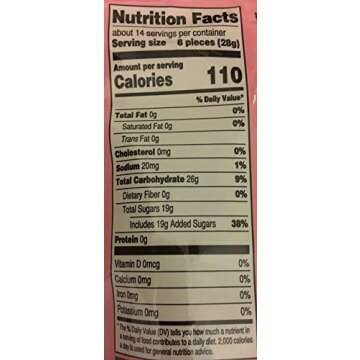 Nutrition Facts
about 14 servings per container
Serving size 6 pieces (28g)
Amount per serving
Calories 110
% Daily Value*
Total Fat 0g 0%
Saturated Fat 0g 0%
Trans Fat 0g
Cholesterol 0mg 0%
Sodium 20mg 1%
Total Carbohydrate 26g 9%
Dietary Fiber 0g 0%
Total Sugars 19g
Includes 19g Added Sugars 38%
Protein 0g
Vitamin D 0mcg 0%
Calcium 0mg 0%
Iron 0mg 0%
Potassium 0mg 0%
*The % Daily Value (DV) tells you how much a nutrient in
a serving of food contributes to a daily diet. 2,000 calories
a day is used for general nutrition advice.